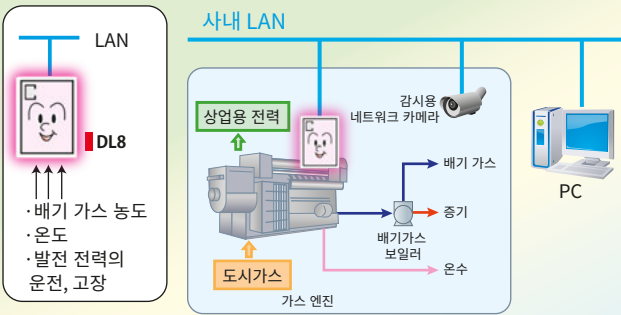 LAN
C
DL8
·배기 가스 농도
·온도
·발전 전력의
운전, 고장
사내 LAN
상업용 전력
C
감시용
네트워크 카메라
배기 가스
증기
배기가스
보일러
온수
도시가스
가스 엔진
PC